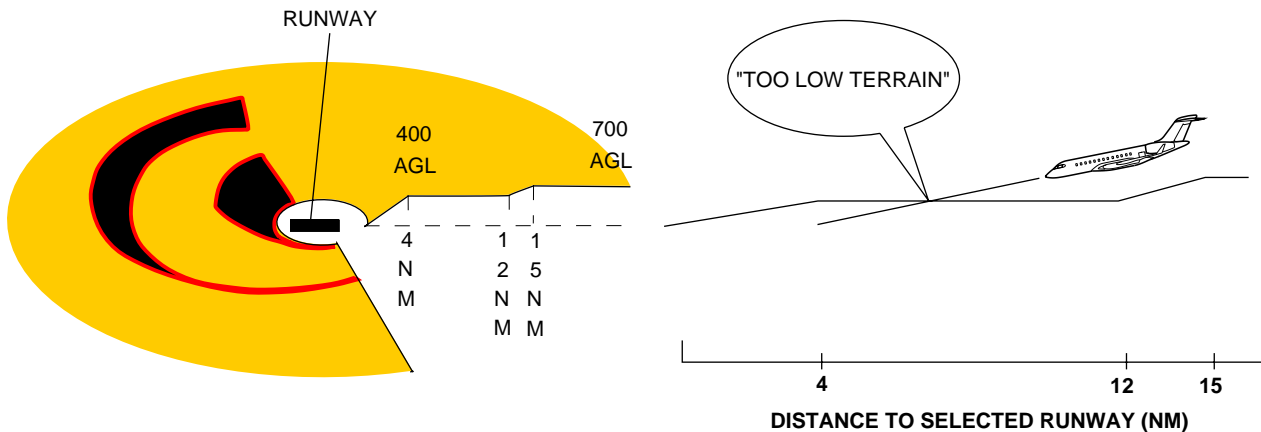 RUNWAY
400
AGL
700
AGL
4
N
M
1
2
N
M
1
5
N
M
"TOO LOW TERRAIN"
4
12
15
DISTANCE TO SELECTED RUNWAY (NM)